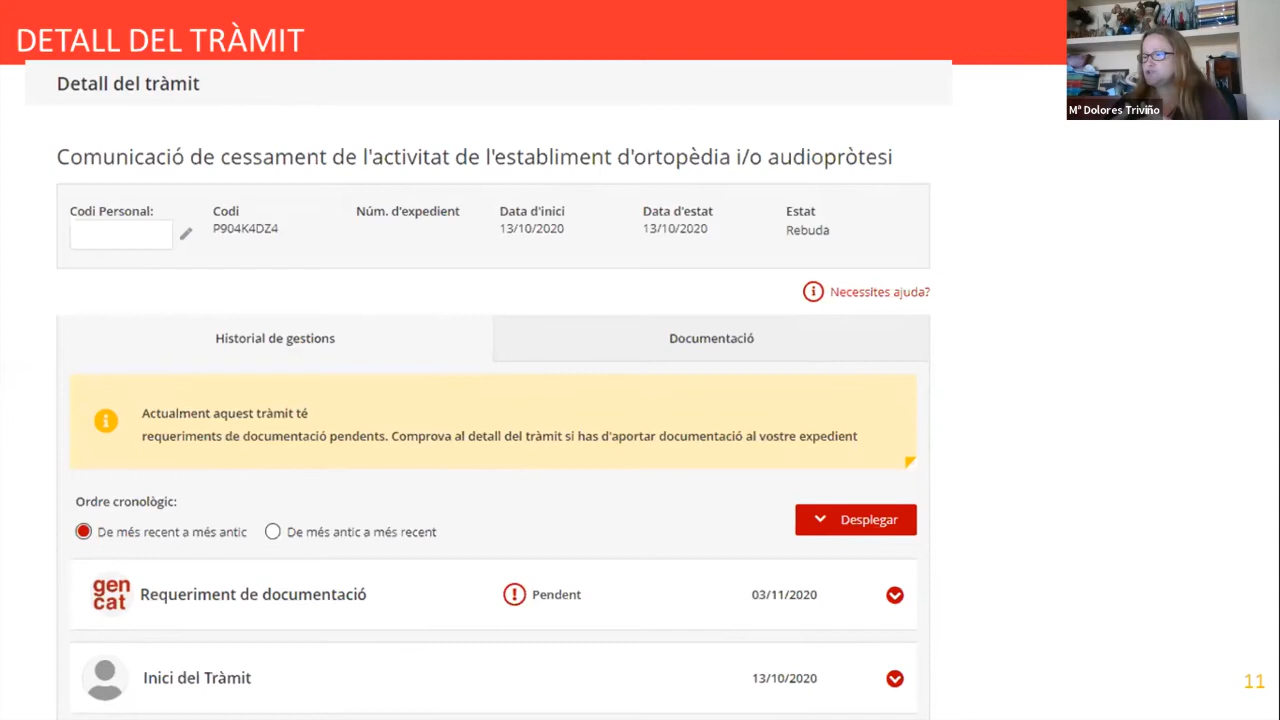 DETALL DEL TRÀMIT
Mª Dolores Triviño
Detall del tràmit
Comunicació de cessament de l'activitat de l'establiment d'ortopèdia i/o audiopròtesi
Codi Personal: Codi Núm. d'expedient Data d'inici Data d'estat Estat
P904K4DZ4 13/10/2020 13/10/2020 Rebuda
Necessites ajuda?
Historial de gestions Documentació
Actualment aquest tràmit té
requeriments de documentació pendents. Comprova al detall del tràmit si has d'aportar documentació al vostre expedient
Ordre cronològic:
De més recent a més antic De més antic a més recent Desplegar
gen
cat
Requeriment de documentació Pendent 03/11/2020
Inici del Tràmit 13/10/2020
11